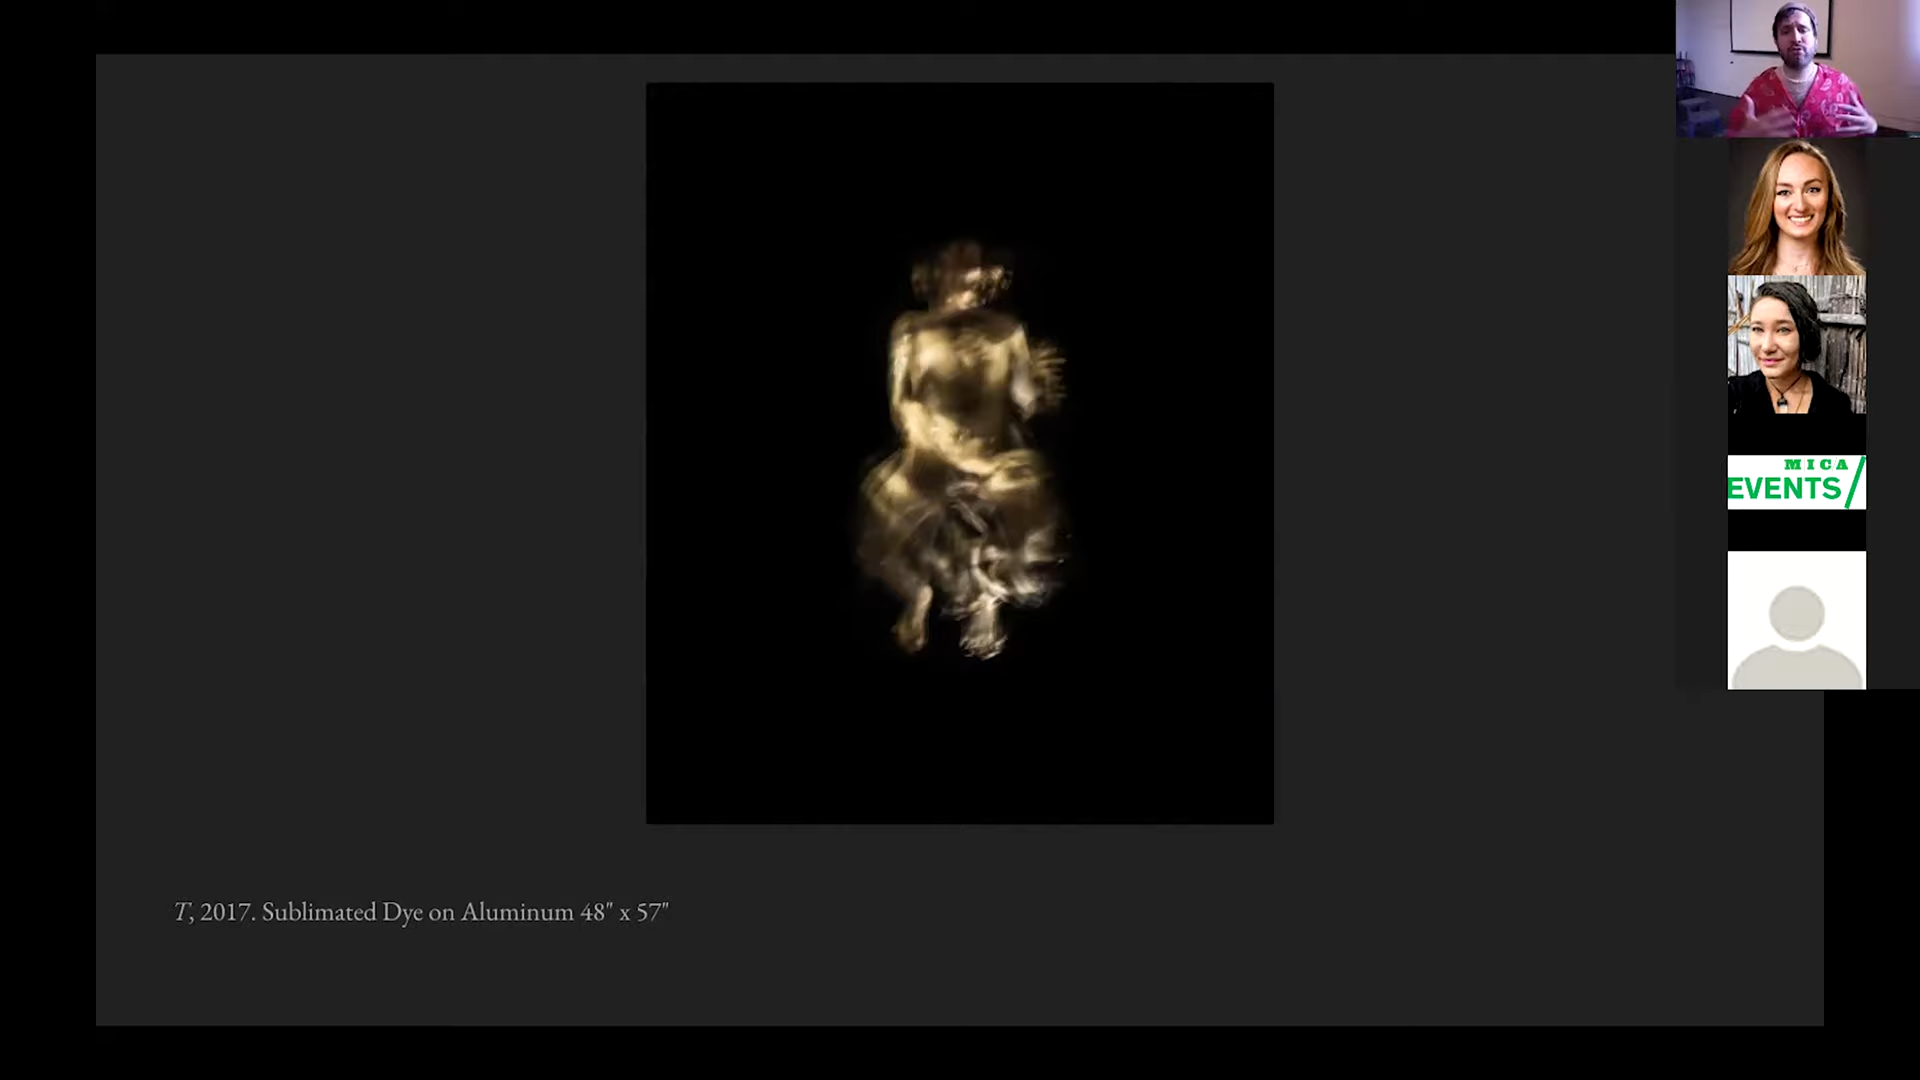 MICA
EVENTS/
T, 2017. Sublimated Dye on Aluminum 48" x 57"